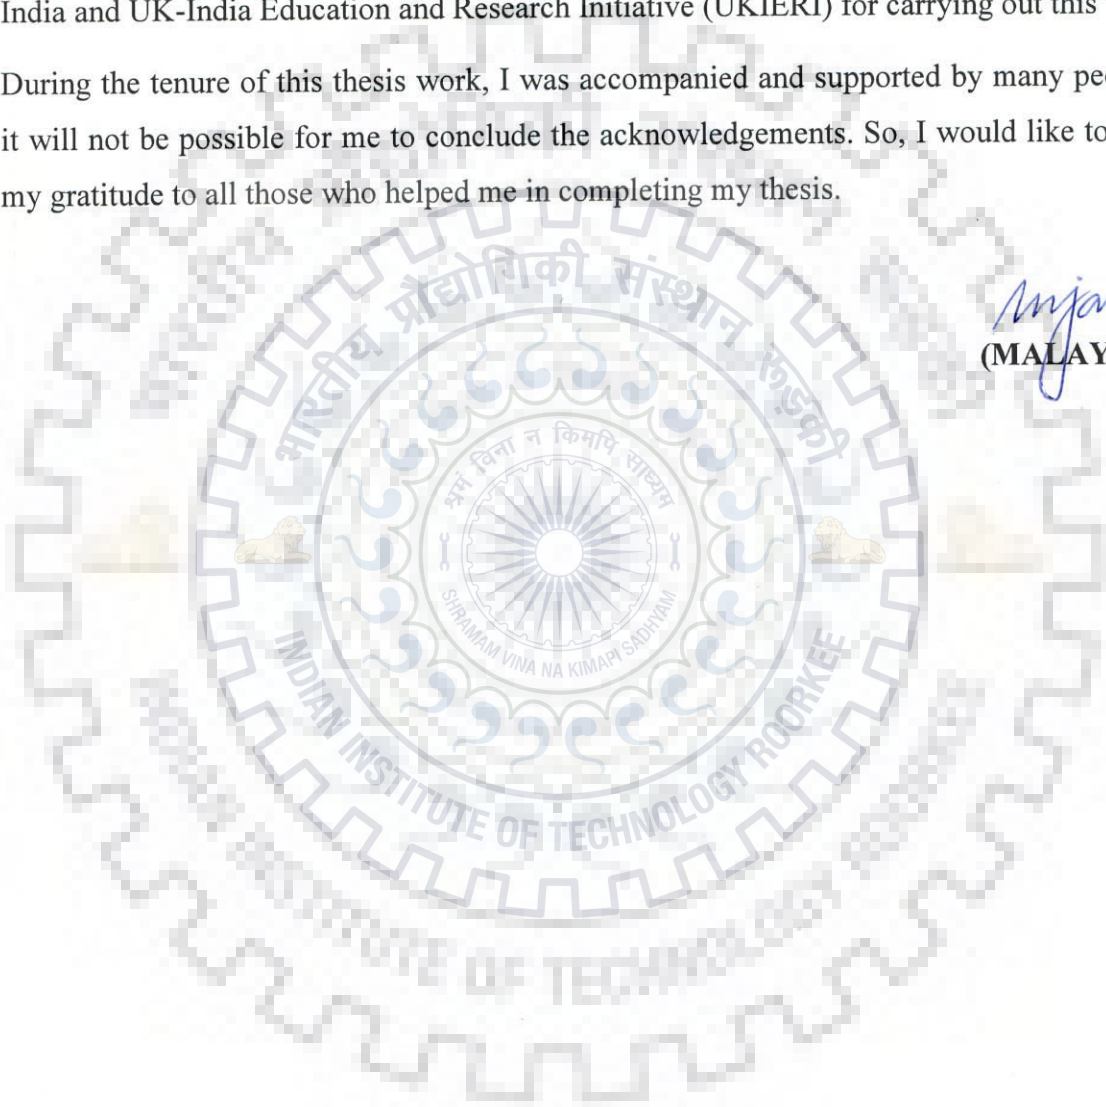 India and UK-India Education and Research Initiative (UKIERI) for carrying out this
During the tenure of this thesis work, I was accompanied and supported by many
it will not be possible for me to conclude the acknowledgements. So, I would like to
my gratitude to all those who helped me in completing my thesis.
(MALAY
भारतीय प्रौद्योगिकी संस्थान रुड़की
श्रमं विना न किमपि साध्यम्
SHRAMAM VINA NA KIMAPI SADHYAM
INDIAN INSTITUTE OF TECHNOLOGY ROORKEE
OF TECHNOLOGY